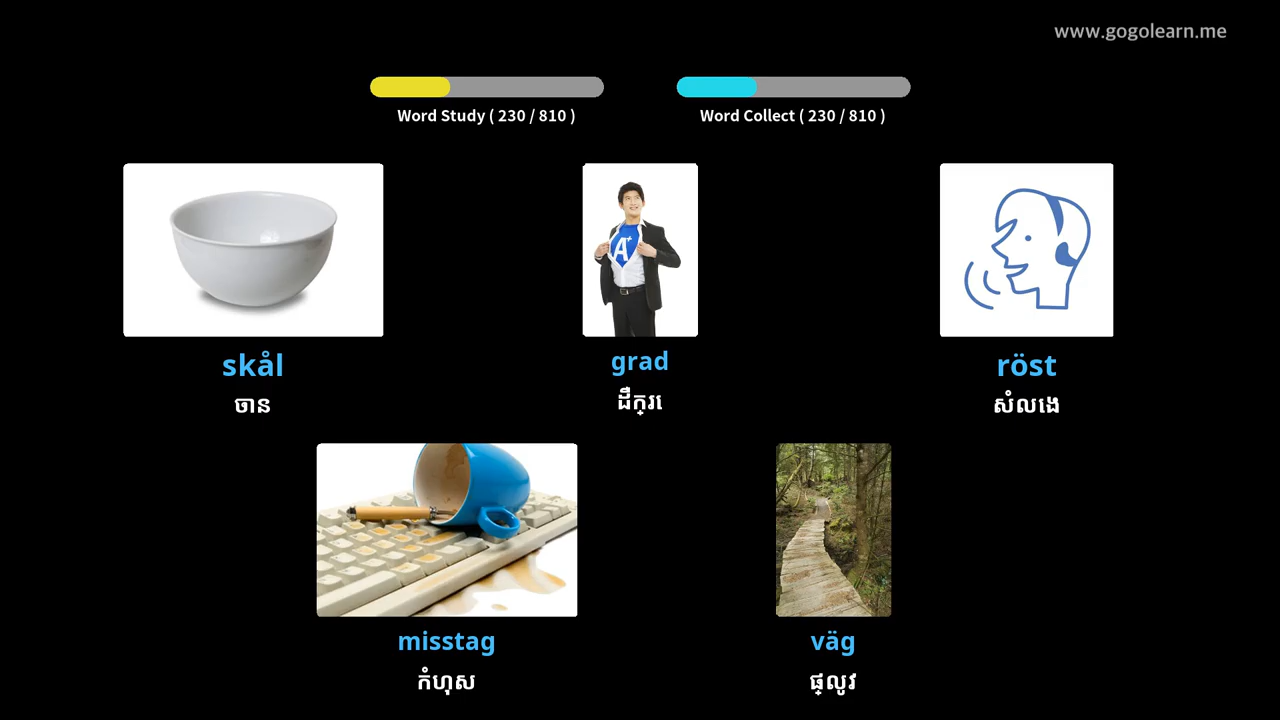 www.gogolearn.me
Word Study ( 230 / 810 )
Word Collect ( 230 / 810 )
A+
skål
ចាន
grad
ដឺក្រេ
röst
សំលេង
misstag
កំហុស
väg
ផ្លូវ